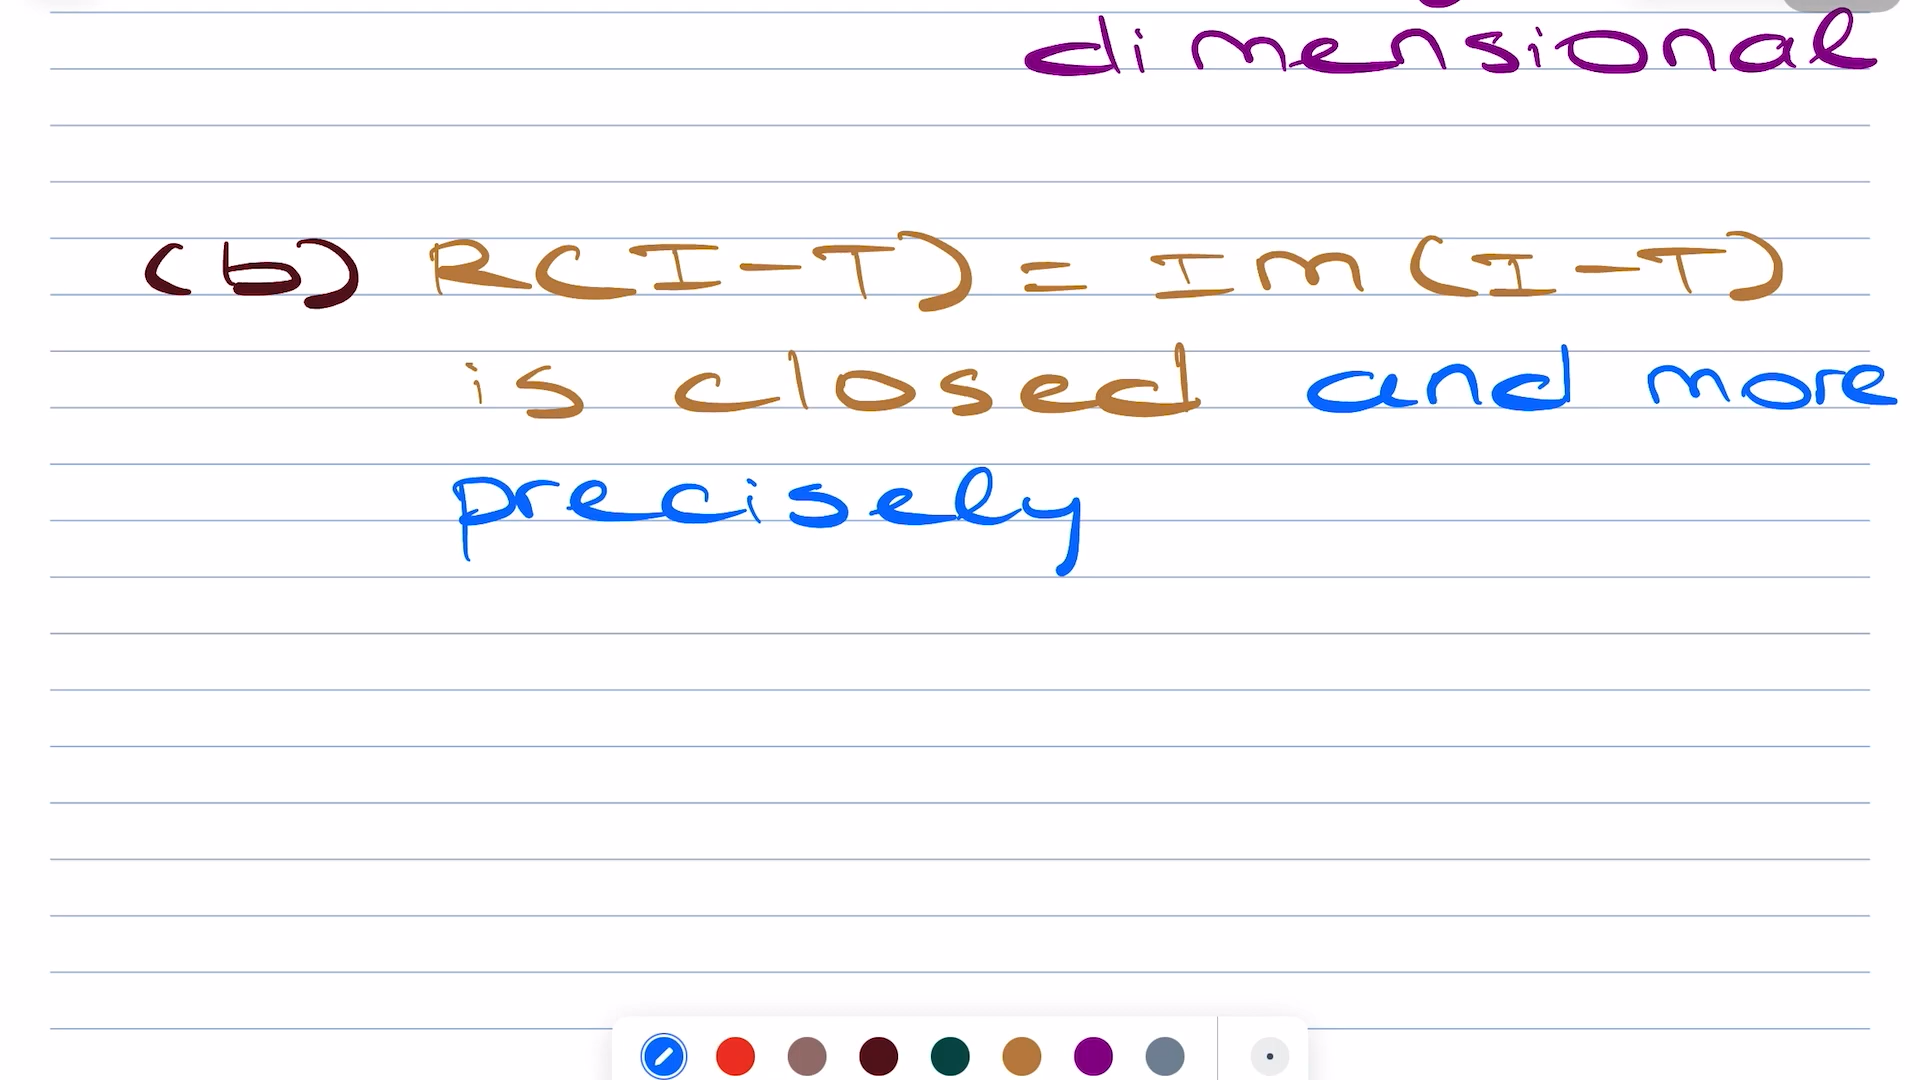 dimensional
(b) R(I-T) = Im(I-T)
is closed and more
precisely